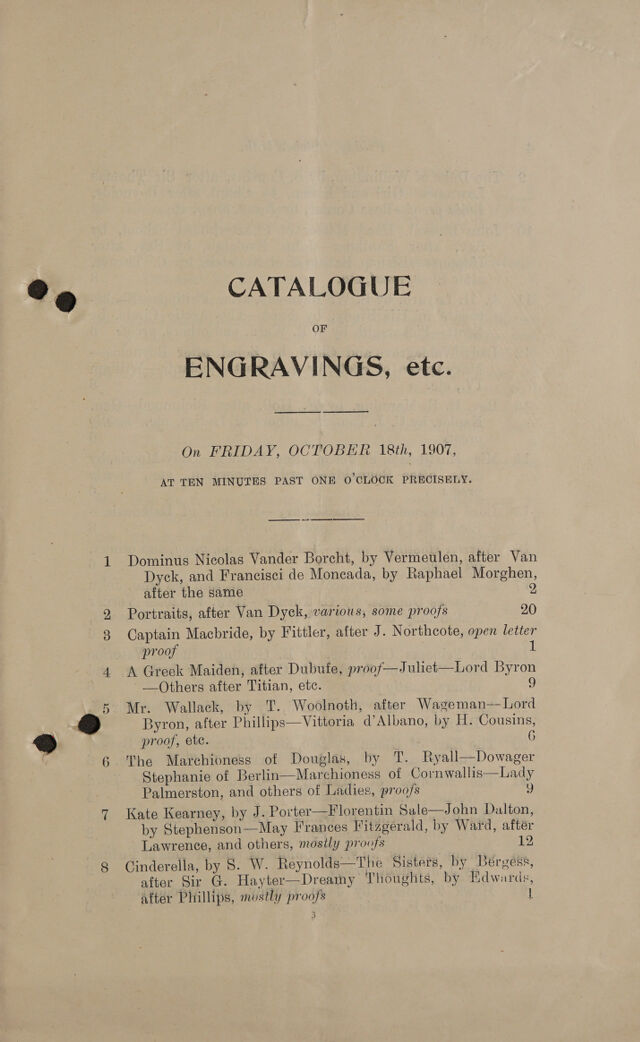 CATALOGUE
OF
ENGRAVINGS, etc.
On FRIDAY, OCTOBER 18th, 1907,
AT TEN MINUTES PAST ONE O'CLOCK PRECISELY.
1 Dominus Nicolas Vander Borcht, by Vermeulen, after Van
Dyck, and Francisci de Moncada, by Raphael Morghen,
after the same 2
2 Portraits, after Van Dyck, various, some proofs 20
3 Captain Macbride, by Fittler, after J. Northcote, open letter
proof 1
4 A Greek Maiden, after Dubufe, proof—Juliet—Lord Byron
—Others after Titian, etc. 9
5 Mr. Wallack, by T. Woolnoth, after Wageman—Lord
Byron, after Phillips—Vittoria d'Albano, by H. Cousins,
proof, etc. 6
6 The Marchioness of Douglas, by T. Ryall—Dowager
Stephanie of Berlin—Marchioness of Cornwallis—Lady
Palmerston, and others of Ladies, proofs 9
7 Kate Kearney, by J. Porter—Florentin Sale—John Dalton,
by Stephenson—May Frances Fitzgerald, by Ward, after
Lawrence, and others, mostly proofs 12
8 Cinderella, by S. W. Reynolds—The Sisters, by Bergess,
after Sir G. Hayter—Dreamy Thoughts, by Edwards,
after Phillips, mostly proofs 1
3